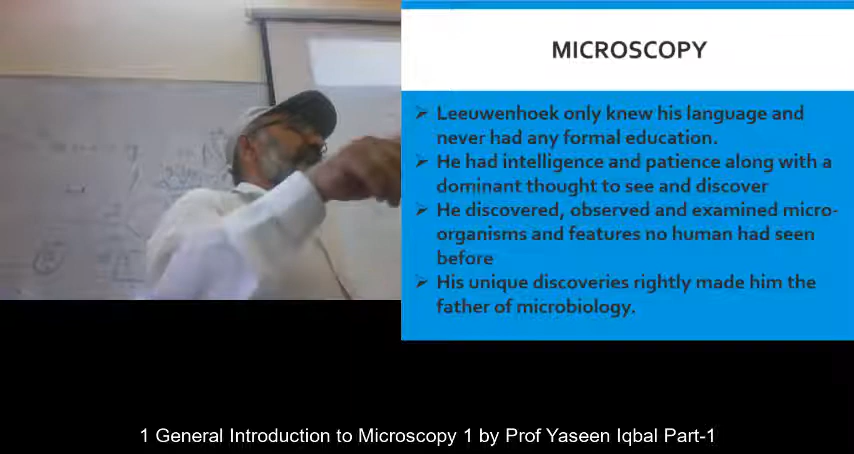 MICROSCOPY
➢ Leeuwenhoek only knew his language and
never had any formal education.
➢ He had intelligence and patience along with a
dominant thought to see and discover
➢ He discovered, observed and examined micro-
organisms and features no human had seen
before
➢ His unique discoveries rightly made him the
father of microbiology.
1 General Introduction to Microscopy 1 by Prof Yaseen Iqbal Part-1